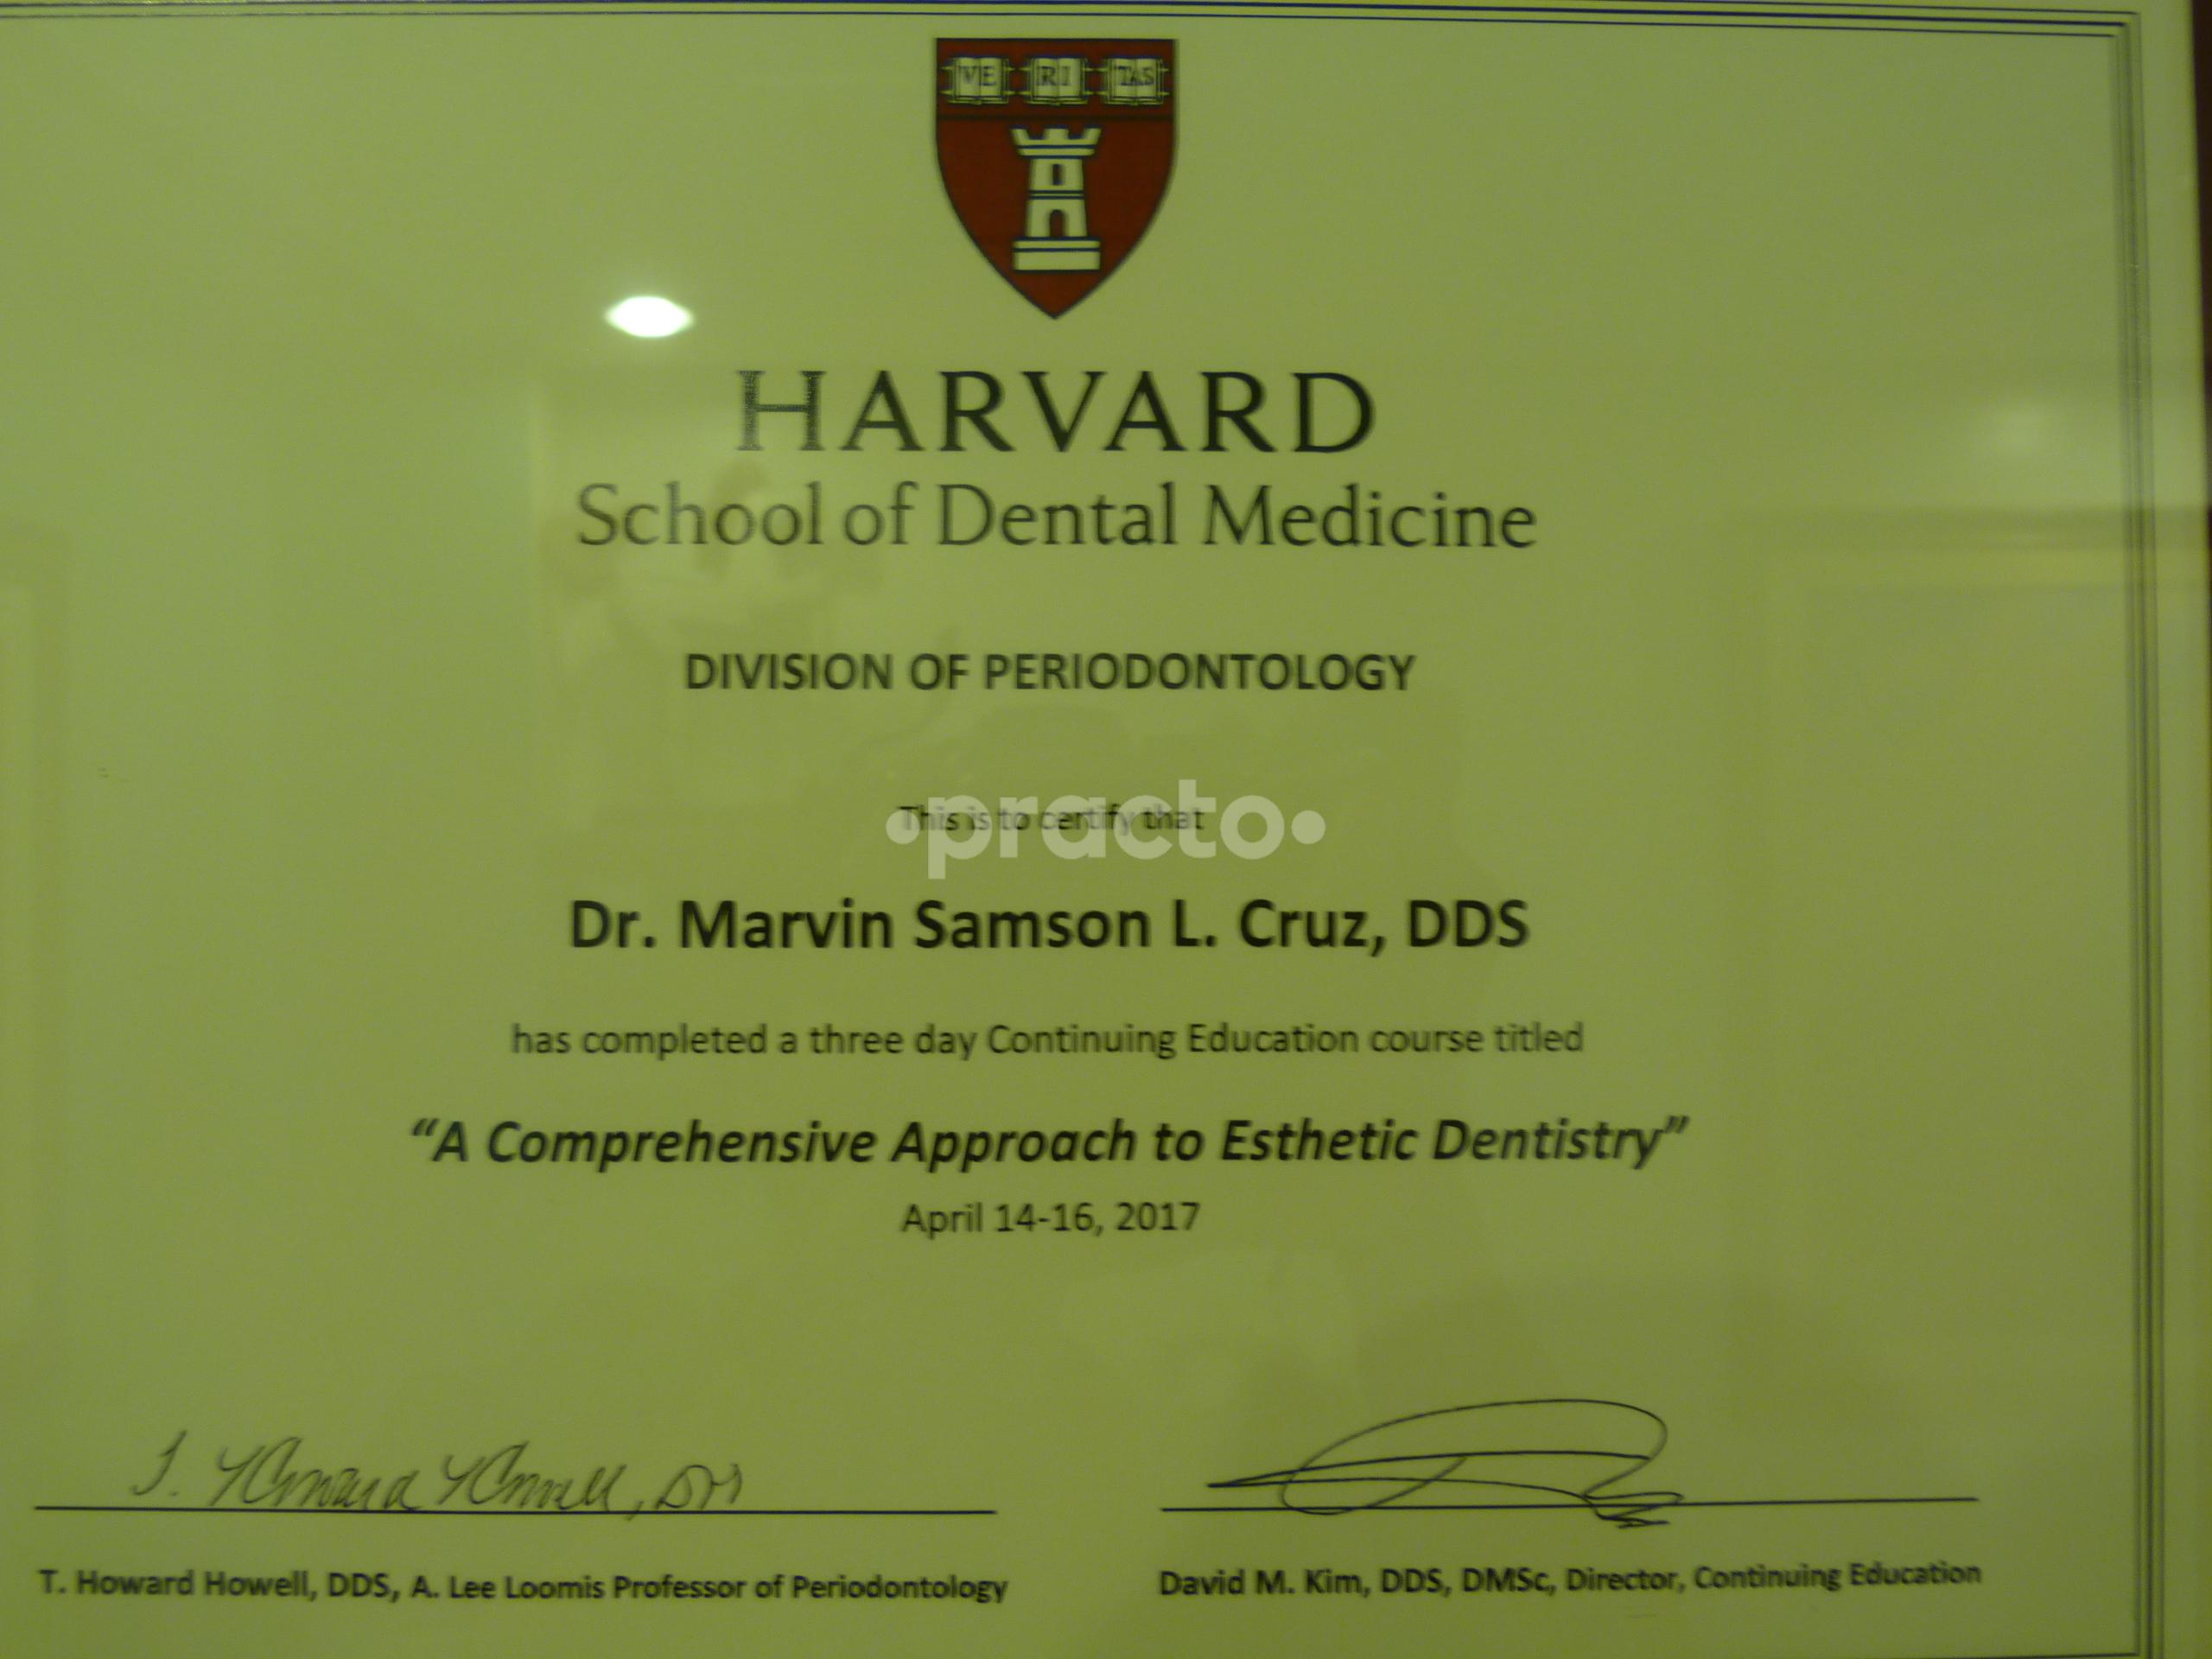 VE RI TAS
HARVARD
School of Dental Medicine
DIVISION OF PERIODONTOLOGY
This is to certify that
•practo•
Dr. Marvin Samson L. Cruz, DDS
has completed a three day Continuing Education course titled
“A Comprehensive Approach to Esthetic Dentistry”
April 14-16, 2017
T. Howard Howell, DDS, A. Lee Loomis Professor of Periodontology
David M. Kim, DDS, DMSc, Director, Continuing Education